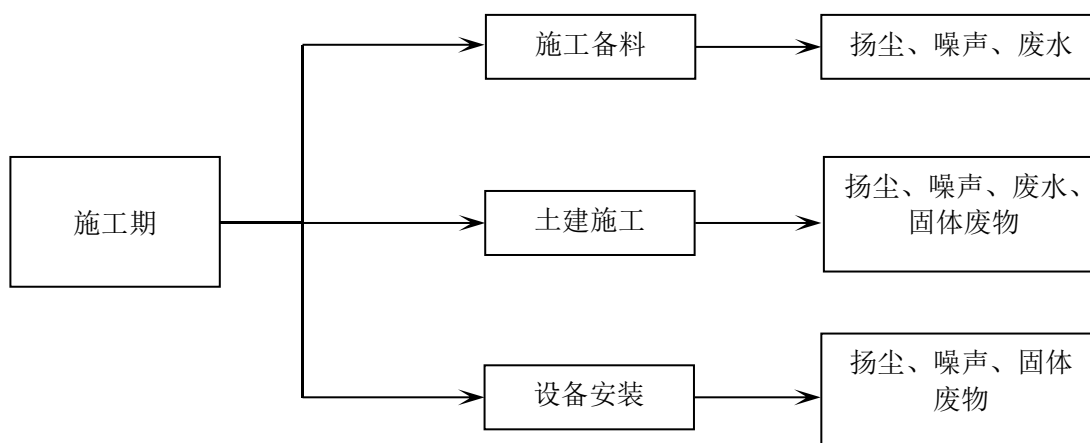 施工备料
扬尘、噪声、废水
施工期
土建施工
扬尘、噪声、废水、
固体废物
设备安装
扬尘、噪声、固体
废物